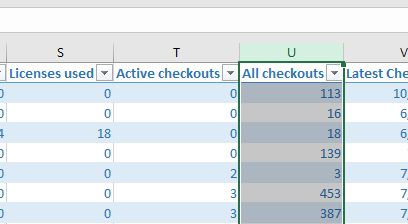 S T U V
Licenses used Active checkouts All checkouts Latest Che
0 0 0 113 10,
0 0 0 16 6,
4 18 0 18 6,
0 0 0 139
0 0 2 3 7,
0 0 3 453 7,
0 0 3 387 7,